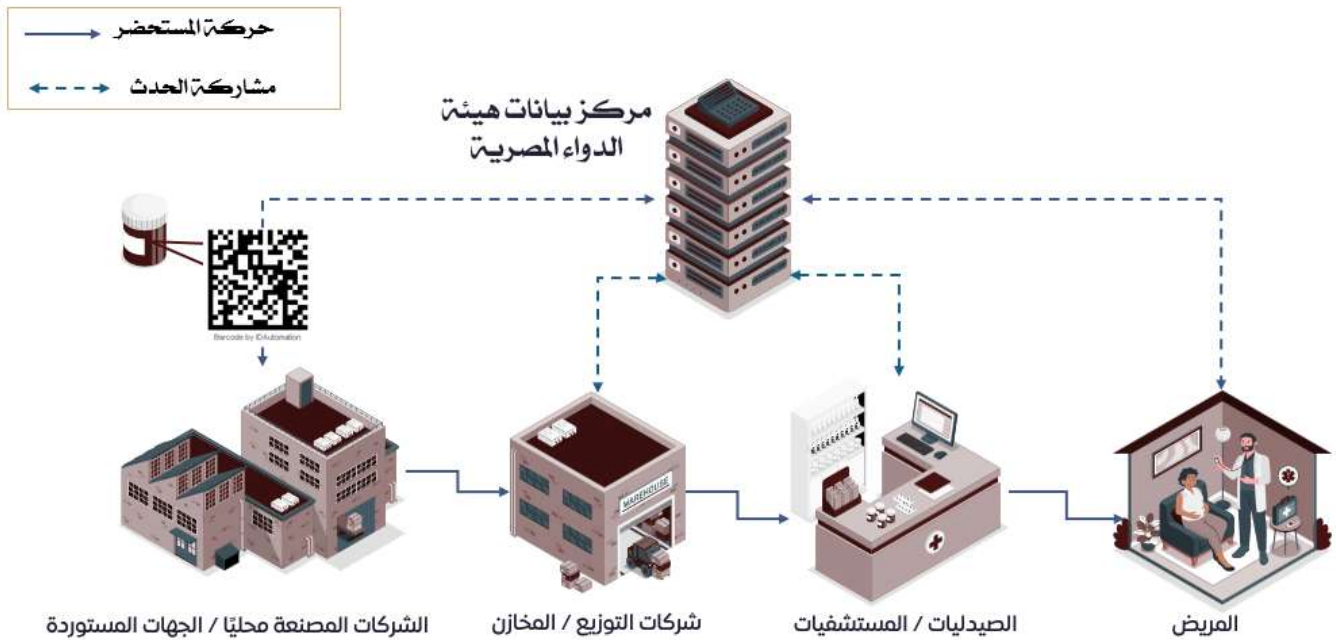 حركة المستحضر
مشاركة الحدث
مركز بيانات هيئة
الدواء المصرية
Barcode by IDAutomation
WAREHOUSE
الشركات المصنعة محليًا / الجهات المستوردة
شركات التوزيع / المخازن
الصيدليات / المستشفيات
المريض